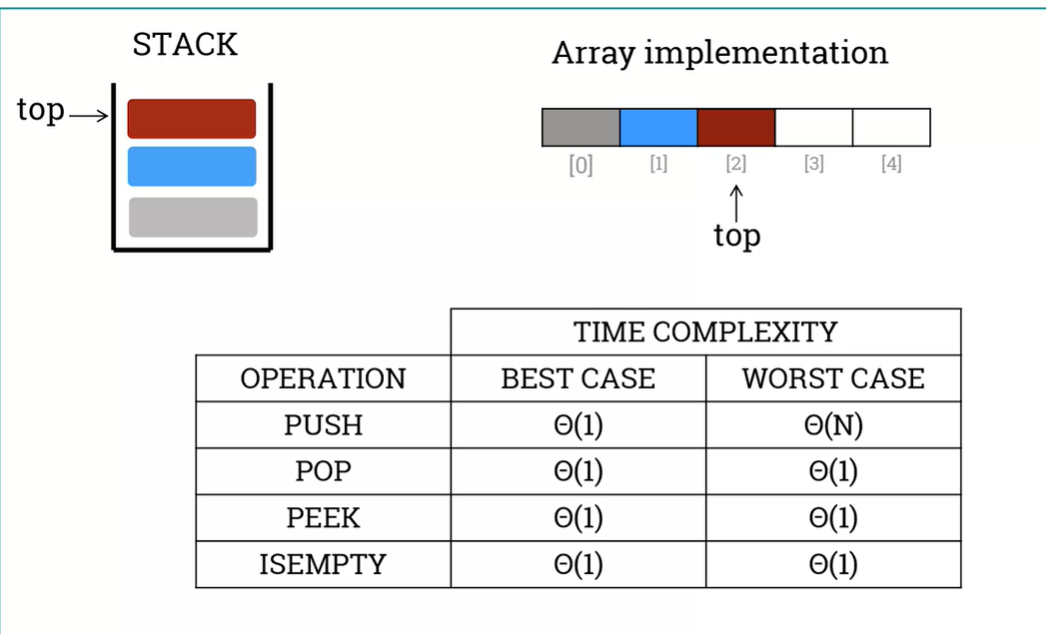 STACK
Array implementation
top
[0] [1] [2] [3] [4]
top
TIME COMPLEXITY
OPERATION BEST CASE WORST CASE
PUSH Θ(1) Θ(N)
POP Θ(1) Θ(1)
PEEK Θ(1) Θ(1)
ISEMPTY Θ(1) Θ(1)